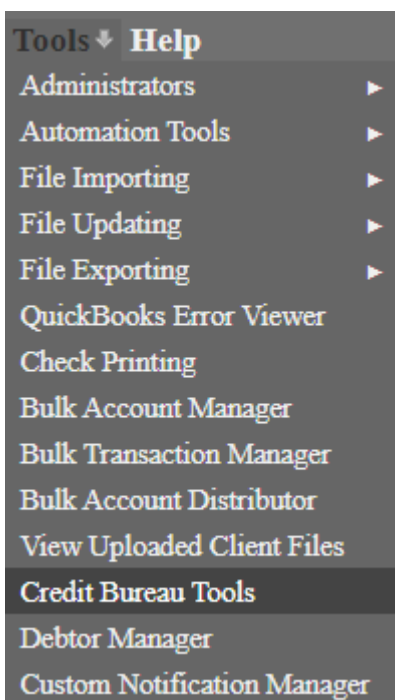 Tools Help
Administrators
Automation Tools
File Importing
File Updating
File Exporting
QuickBooks Error Viewer
Check Printing
Bulk Account Manager
Bulk Transaction Manager
Bulk Account Distributor
View Uploaded Client Files
Credit Bureau Tools
Debtor Manager
Custom Notification Manager